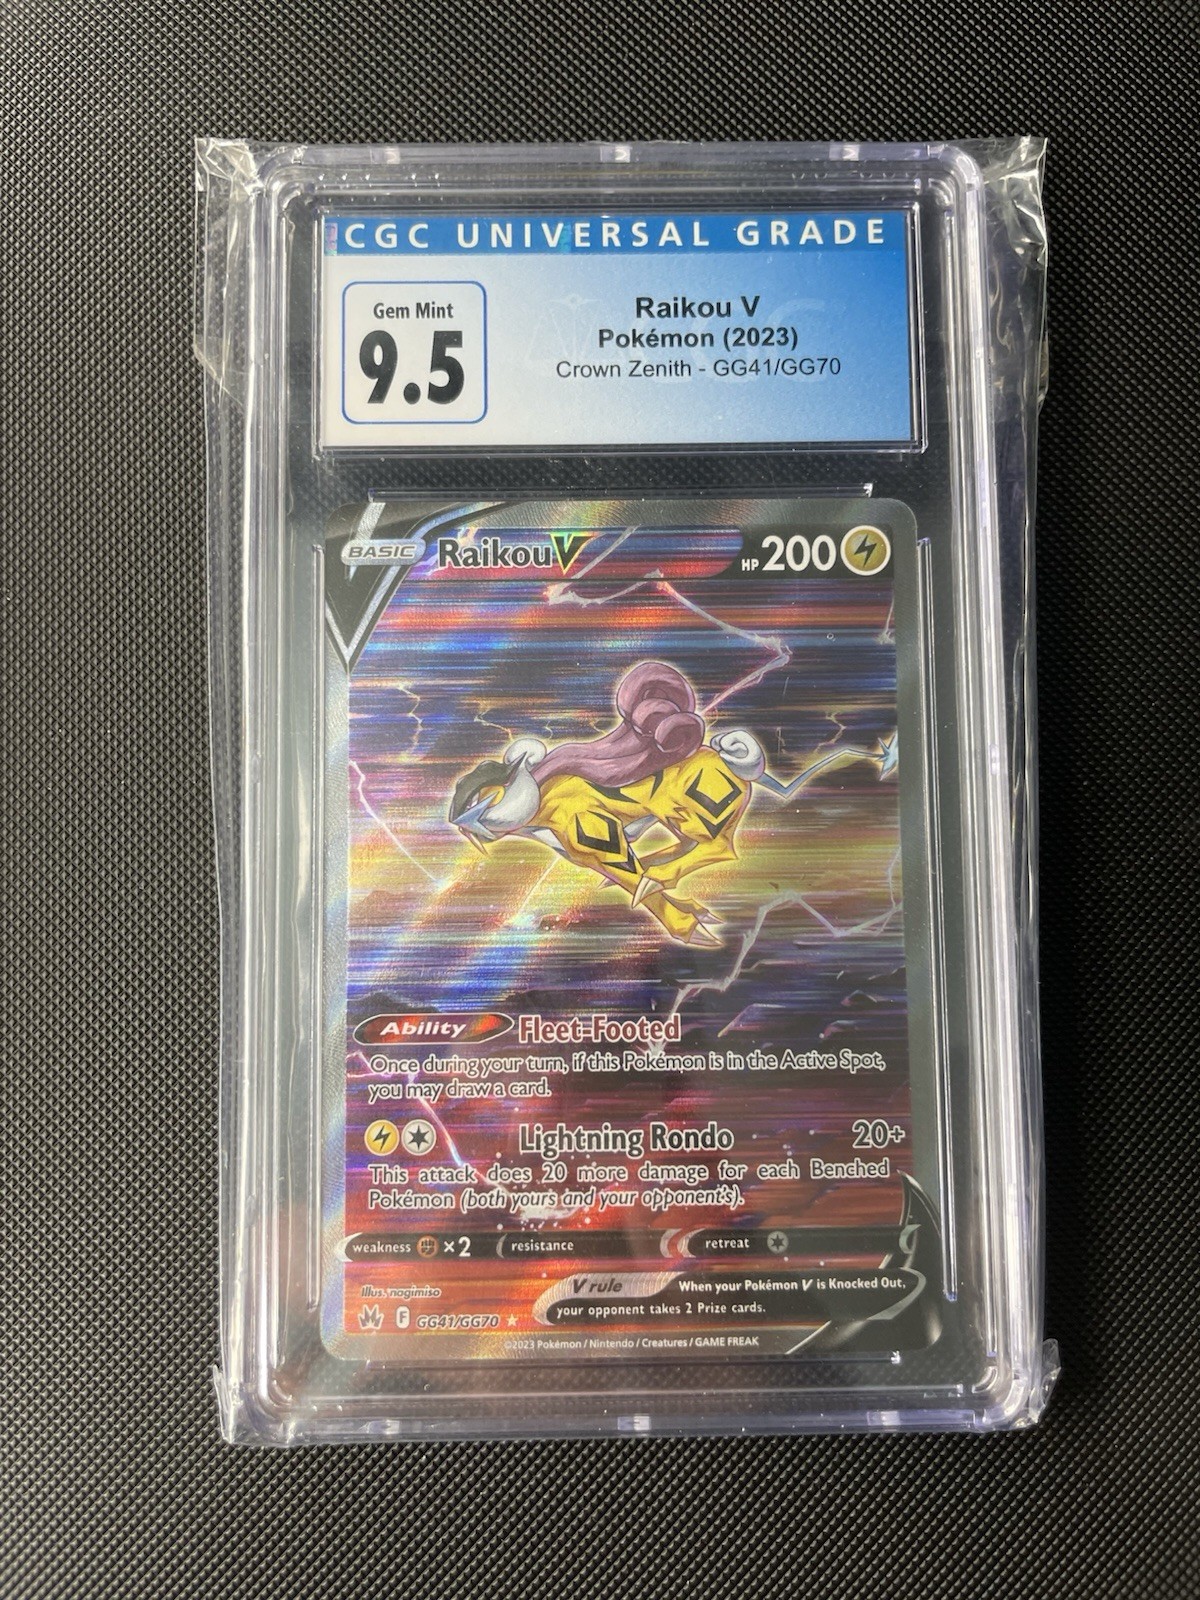 CGC UNIVERSAL GRADE
Gem Mint
9.5
Raikou V
Pokémon (2023)
Crown Zenith - GG41/GG70
BASIC
Raikou V
HP 200
Ability
Fleet-Footed
Once during your turn, if this Pokémon is in the Active Spot,
you may draw a card.
Lightning Rondo
20+
This attack does 20 more damage for each Benched
Pokémon (both yours and your opponent's).
weakness ×2
resistance
retreat
Illus. nagimiso
V rule
When your Pokémon V is Knocked Out,
your opponent takes 2 Prize cards.
F GG41/GG70
©2023 Pokémon / Nintendo / Creatures / GAME FREAK